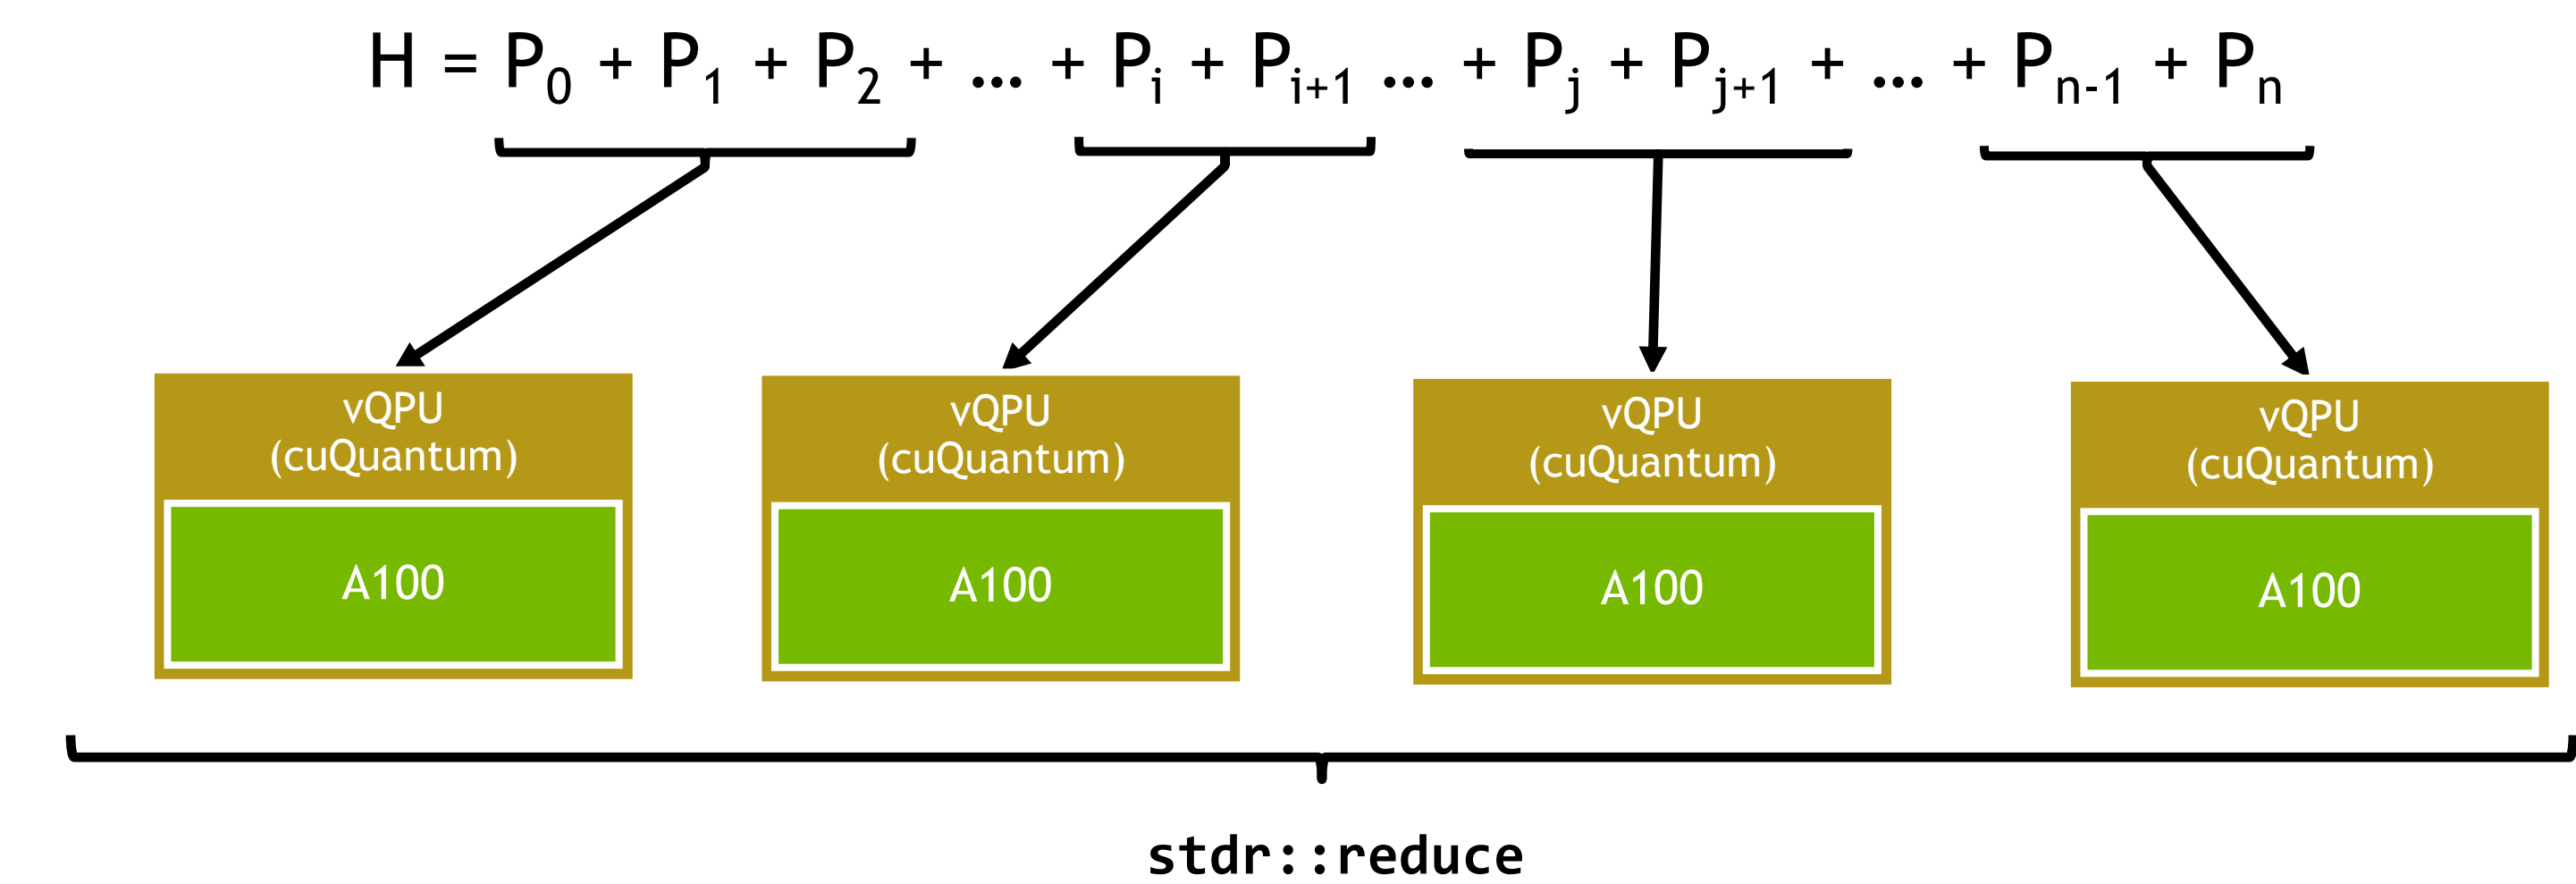 H = P₀ + P₁ + P₂ + ... + Pᵢ + Pᵢ₊₁ ... + Pⱼ + Pⱼ₊₁ + ... + Pₙ₋₁ + Pₙ
vQPU
(cuQuantum)
A100
vQPU
(cuQuantum)
A100
vQPU
(cuQuantum)
A100
vQPU
(cuQuantum)
A100
stdr::reduce